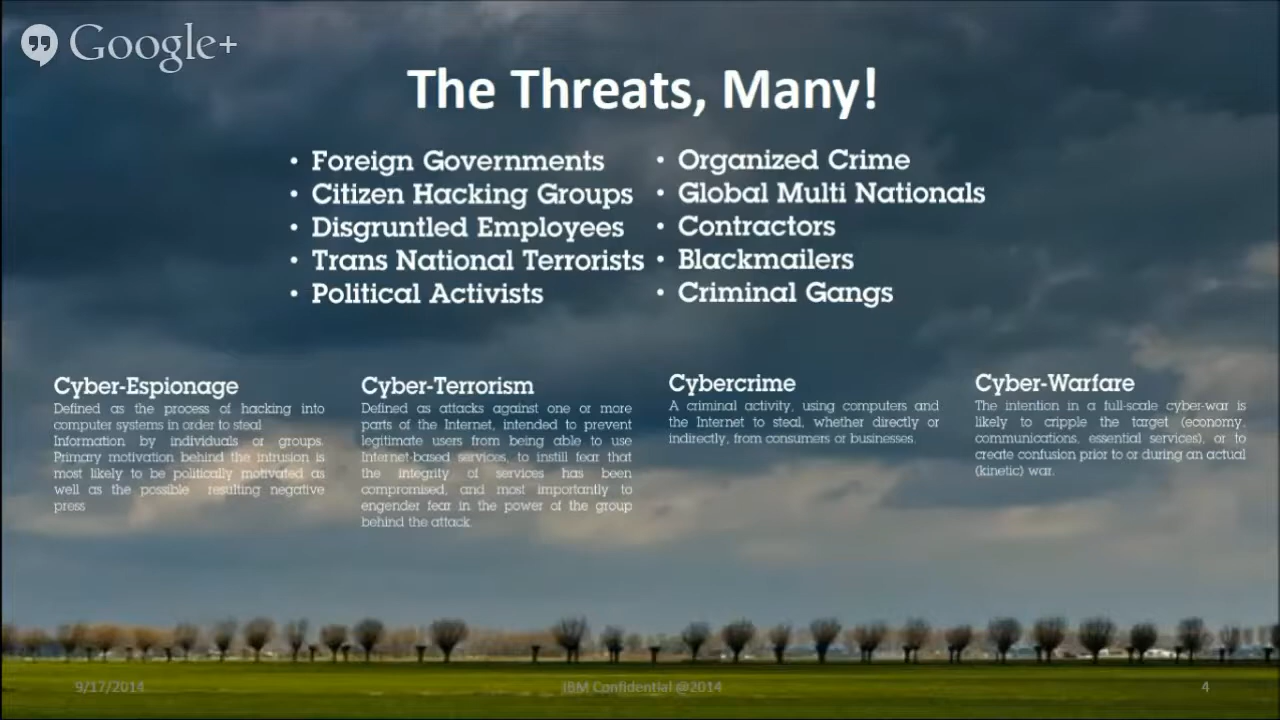 Google+
The Threats, Many!
• Foreign Governments
• Citizen Hacking Groups
• Disgruntled Employees
• Trans National Terrorists
• Political Activists
• Organized Crime
• Global Multi Nationals
• Contractors
• Blackmailers
• Criminal Gangs
Cyber-Espionage
Defined as the process of hacking into
computer systems in order to steal
Information by individuals or groups.
Primary motivation behind the intrusion is
most likely to be politically motivated as
well as the possible resulting negative
press
Cyber-Terrorism
Defined as attacks against one or more
parts of the Internet, intended to prevent
legitimate users from being able to use
Internet-based services, to instill fear that
the integrity of services has been
compromised, and most importantly to
engender fear in the power of the group
behind the attack.
Cybercrime
A criminal activity, using computers and
the Internet to steal, whether directly or
indirectly, from consumers or businesses.
Cyber-Warfare
The intention in a full-scale cyber-war is
likely to cripple the target (economy,
communications, essential services), or to
create confusion prior to or during an actual
(kinetic) war.
9/17/2014
IBM Confidential @2014
4